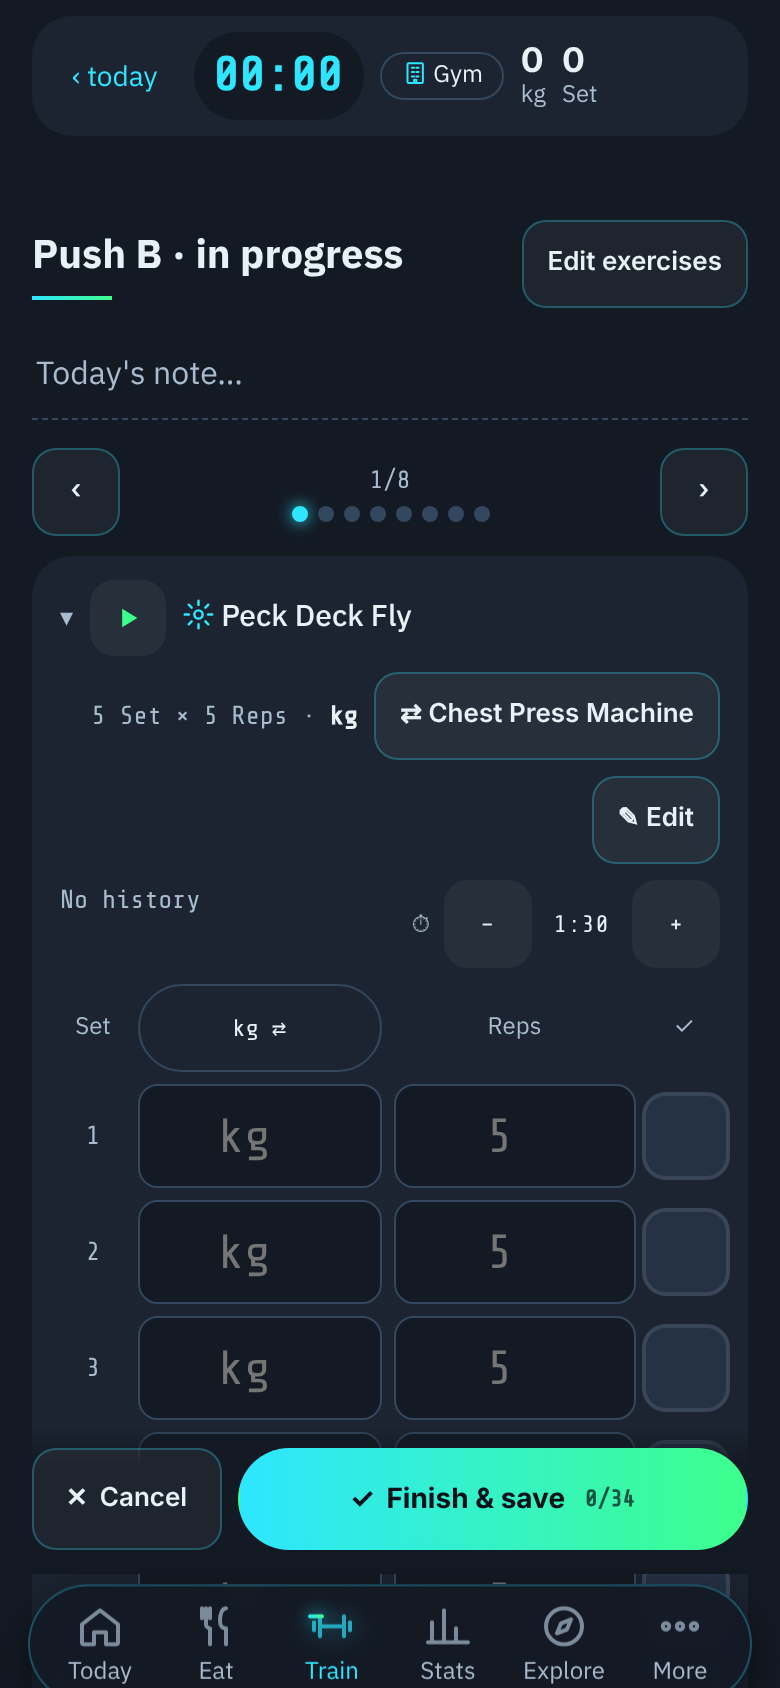 ‹ today 00:00 Gym 0 kg 0 Set
Push B · in progress
Edit exercises
Today's note...
‹ 1/8 ›
▼ ▶ Peck Deck Fly
5 Set × 5 Reps · kg ⇄ Chest Press Machine
✎ Edit
No history ⏱ − 1:30 +
Set kg ⇄ Reps ✓
1 kg 5
2 kg 5
3 kg 5
✕ Cancel ✓ Finish & save 0/34
Today Eat Train Stats Explore More